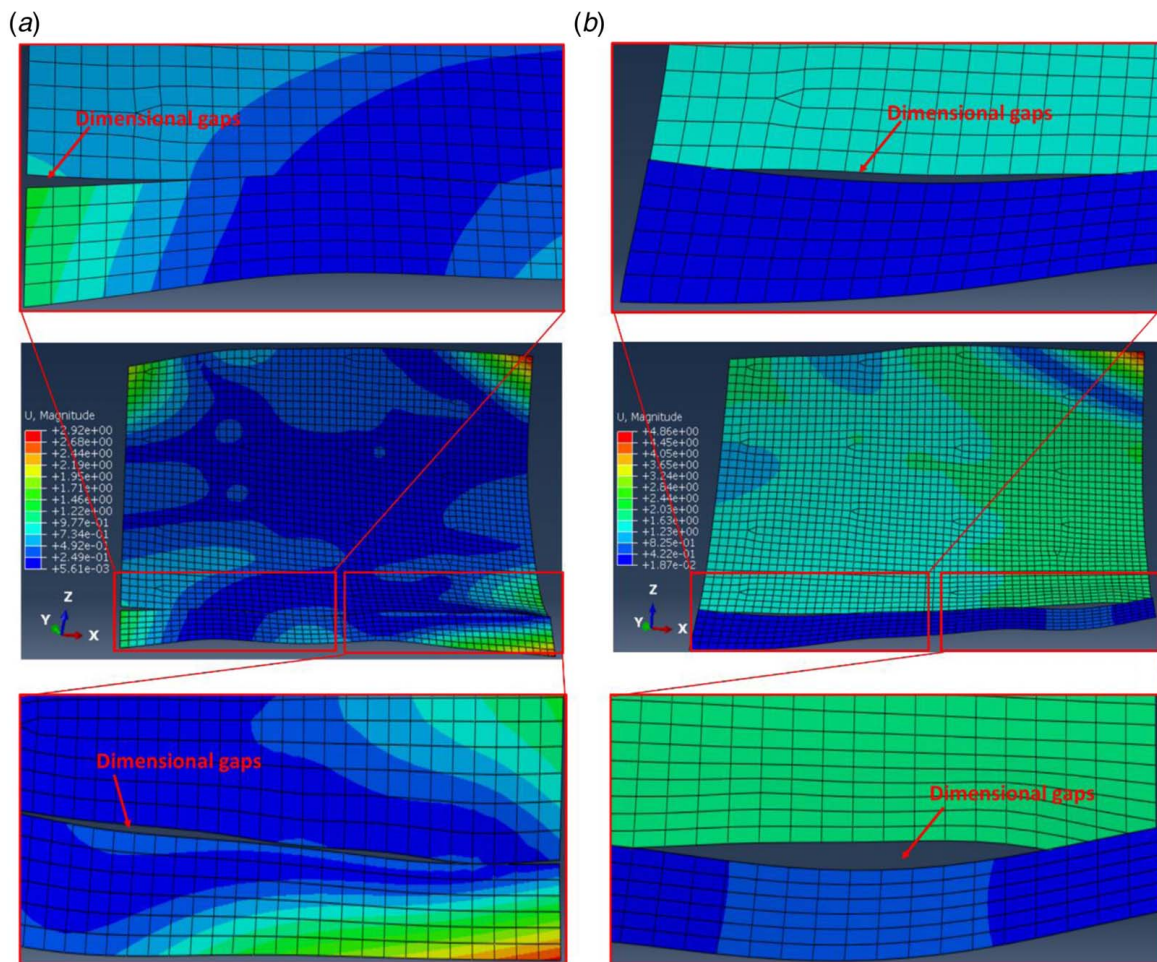 (a)
(b)
Dimensional gaps
Dimensional gaps
U, Magnitude
+2.92e+00
+2.68e+00
+2.44e+00
+2.19e+00
+1.95e+00
+1.71e+00
+1.46e+00
+1.22e+00
+9.77e-01
+7.34e-01
+4.92e-01
+2.49e-01
+5.61e-03
Z
Y
X
U, Magnitude
+4.86e+00
+4.45e+00
+4.05e+00
+3.65e+00
+3.24e+00
+2.84e+00
+2.44e+00
+2.03e+00
+1.63e+00
+1.23e+00
+8.25e-01
+4.22e-01
+1.87e-02
Z
Y
X
Dimensional gaps
Dimensional gaps